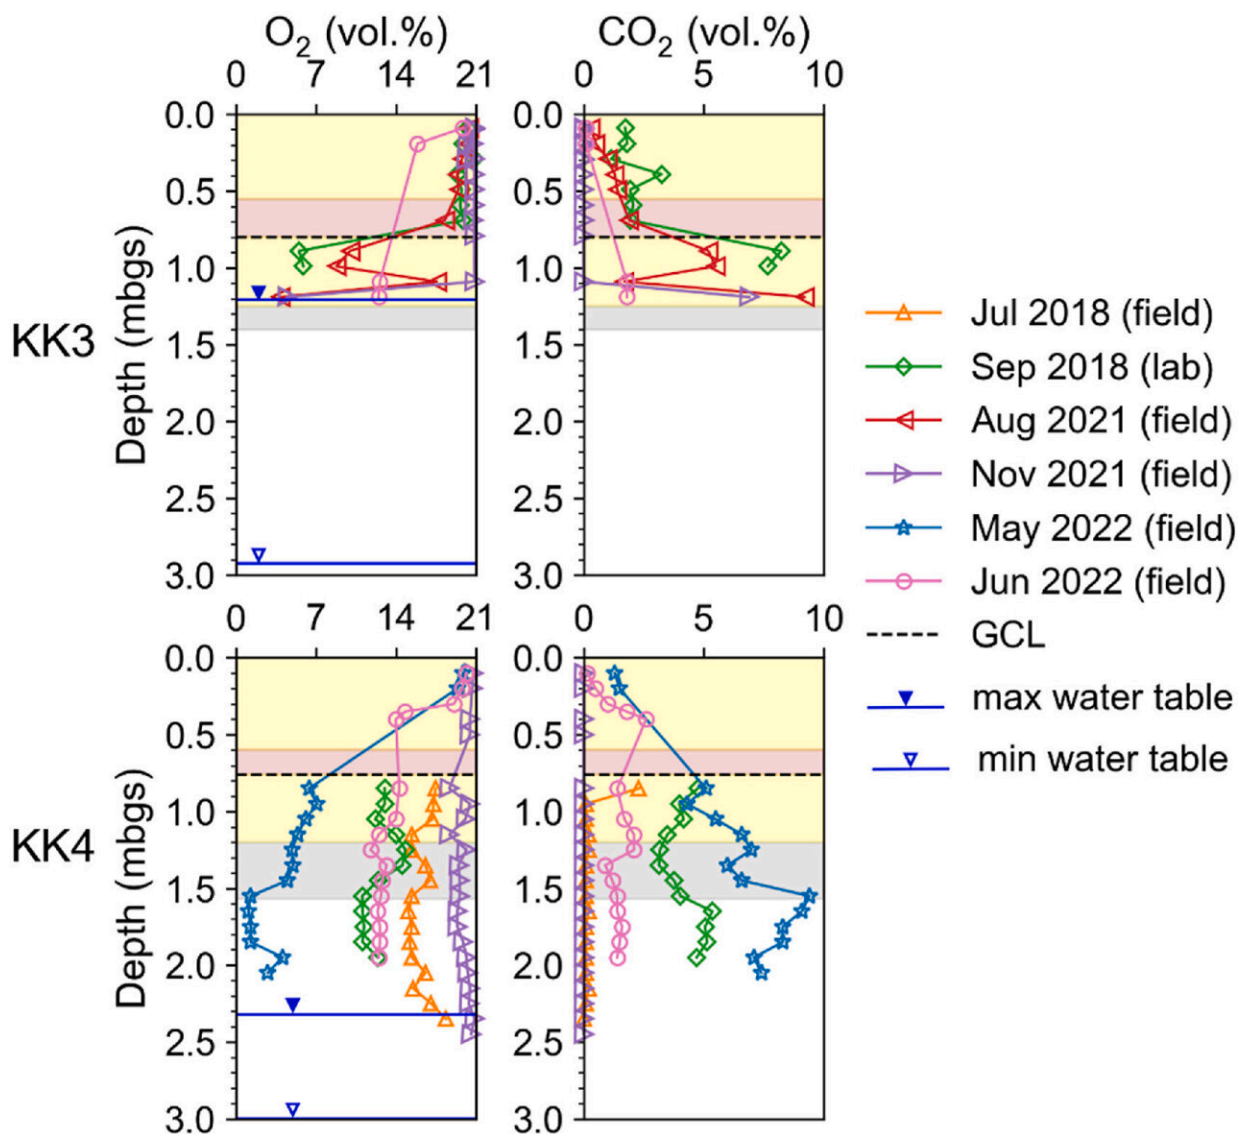 O2 (vol.%) CO2 (vol.%)
0 7 14 21 0 5 10
0.0 0.0
0.5 0.5
1.0 1.0
1.5 1.5
2.0 2.0
2.5 2.5
3.0 3.0
KK3
Depth (mbgs)
0 7 14 21 0 5 10
0.0 0.0
0.5 0.5
1.0 1.0
1.5 1.5
2.0 2.0
2.5 2.5
3.0 3.0
KK4
Depth (mbgs)
Jul 2018 (field)
Sep 2018 (lab)
Aug 2021 (field)
Nov 2021 (field)
May 2022 (field)
Jun 2022 (field)
GCL
max water table
min water table